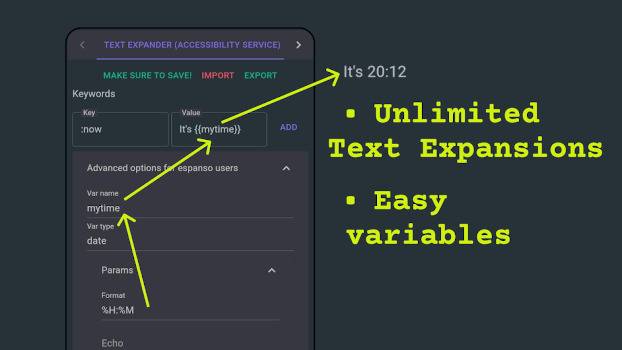 TEXT EXPANDER (ACCESSIBILITY SERVICE)
MAKE SURE TO SAVE! IMPORT EXPORT
Keywords
Key Value
:now It's {{mytime}} ADD
Advanced options for espanso users
Var name
mytime
Var type
date
Params
Format
%H:%M
Echo
It's 20:12
• Unlimited
Text Expansions
• Easy
variables